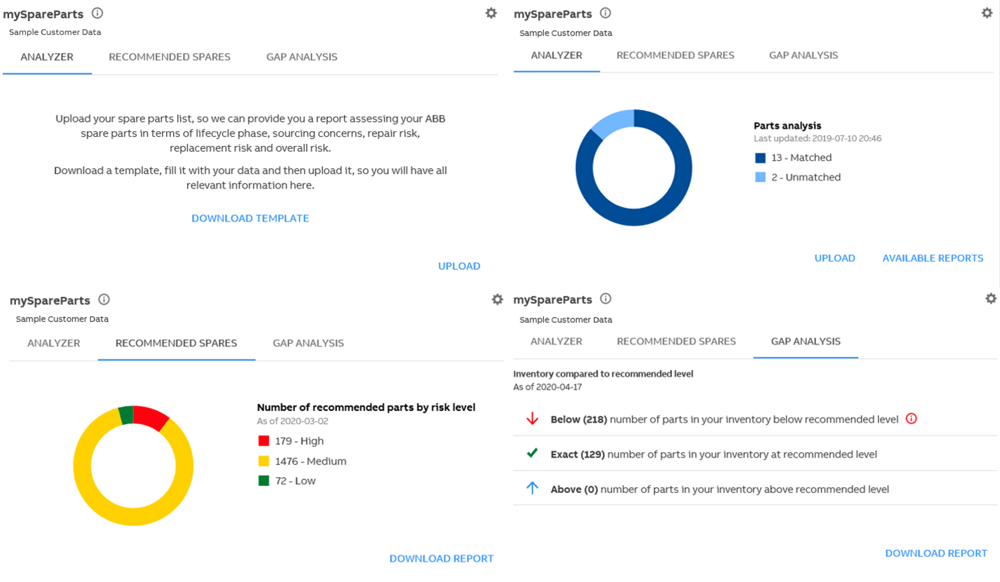 mySpareParts
Sample Customer Data
ANALYZER RECOMMENDED SPARES GAP ANALYSIS
Upload your spare parts list, so we can provide you a report assessing your ABB
spare parts in terms of lifecycle phase, sourcing concerns, repair risk,
replacement risk and overall risk.
Download a template, fill it with your data and then upload it, so you will have all
relevant information here.
DOWNLOAD TEMPLATE
UPLOAD
mySpareParts
Sample Customer Data
ANALYZER RECOMMENDED SPARES GAP ANALYSIS
Parts analysis
Last updated: 2019-07-10 20:46
13 - Matched
2 - Unmatched
UPLOAD AVAILABLE REPORTS
mySpareParts
Sample Customer Data
ANALYZER RECOMMENDED SPARES GAP ANALYSIS
Number of recommended parts by risk level
As of 2020-03-02
179 - High
1476 - Medium
72 - Low
DOWNLOAD REPORT
mySpareParts
Sample Customer Data
ANALYZER RECOMMENDED SPARES GAP ANALYSIS
Inventory compared to recommended level
As of 2020-04-17
Below (218) number of parts in your inventory below recommended level
Exact (129) number of parts in your inventory at recommended level
Above (0) number of parts in your inventory above recommended level
DOWNLOAD REPORT